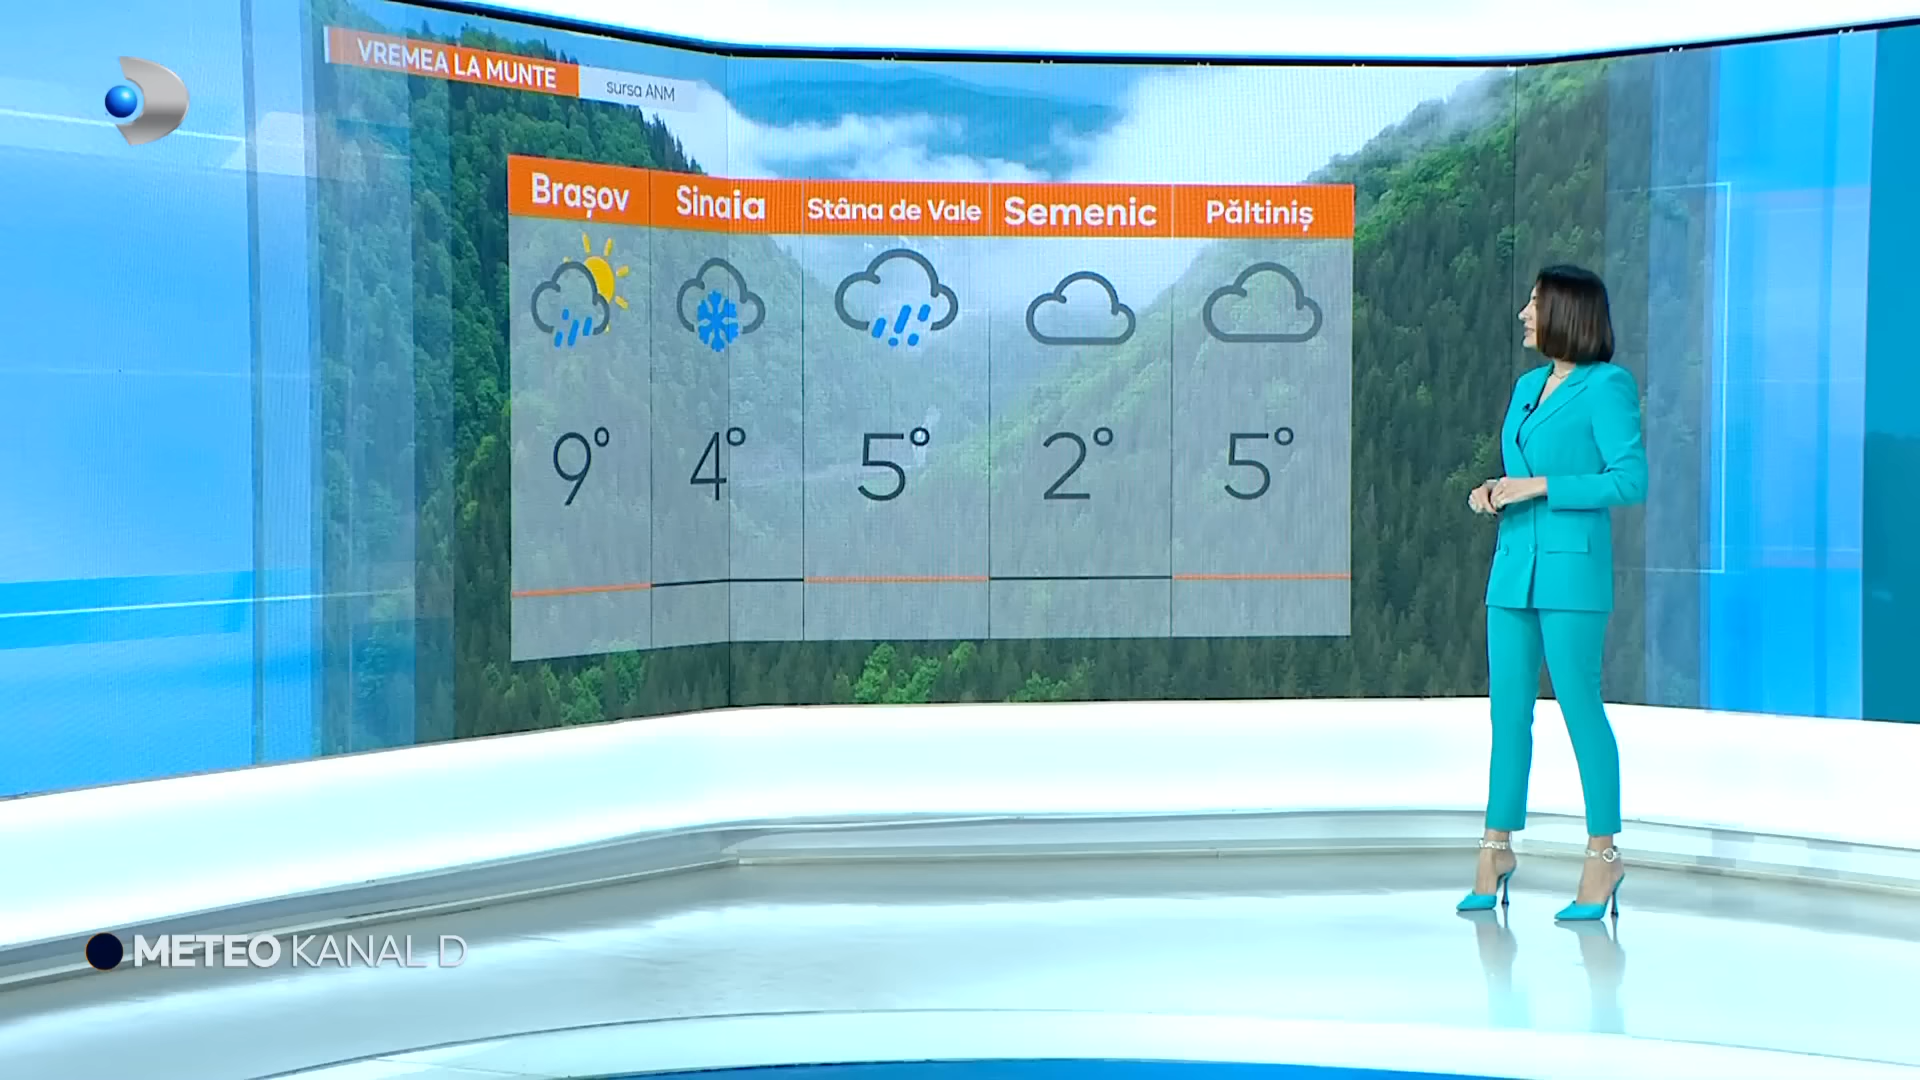 VREMEA LA MUNTE
sursa ANM
Brașov
Sinaia
Stâna de Vale
Semenic
Păltiniș
9°
4°
5°
2°
5°
METEO KANAL D